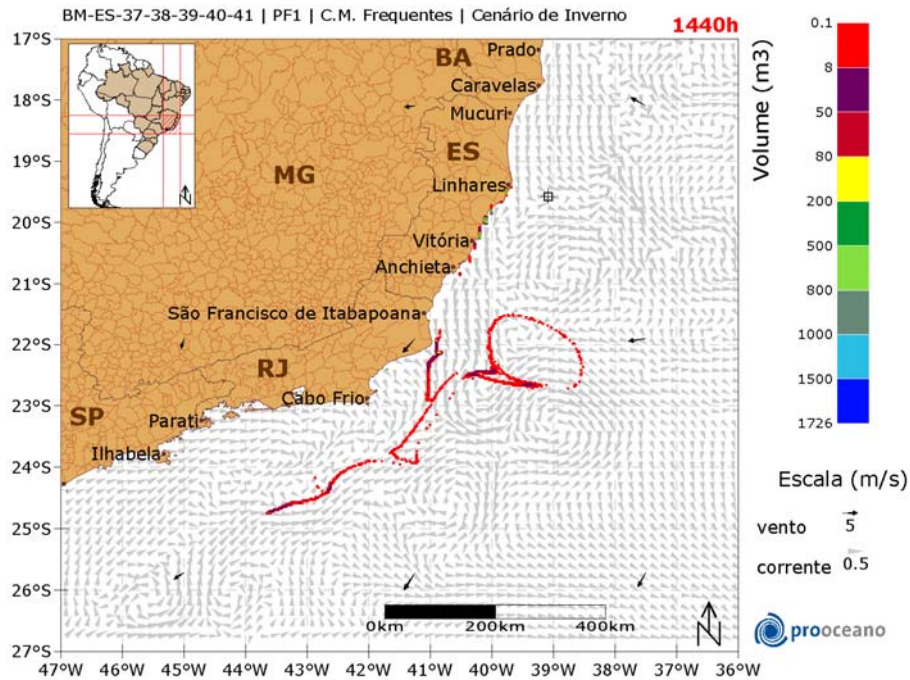 BM-ES-37-38-39-40-41 | PF1 | C.M. Frequentes | Cenário de Inverno
1440h
17°S
18°S
19°S
20°S
21°S
22°S
23°S
24°S
25°S
26°S
27°S
BA
Prado
Caravelas
Mucuri
ES
MG
Linhares
Vitória
Anchieta
São Francisco de Itabapoana
RJ
Cabo Frio
SP
Parati
Ilhabela
N
0km
200km
400km
N
47°W
46°W
45°W
44°W
43°W
42°W
41°W
40°W
39°W
38°W
37°W
36°W
Volume (m3)
0.1
8
50
80
200
500
800
1000
1500
1726
Escala (m/s)
vento
5
corrente
0.5
prooceano